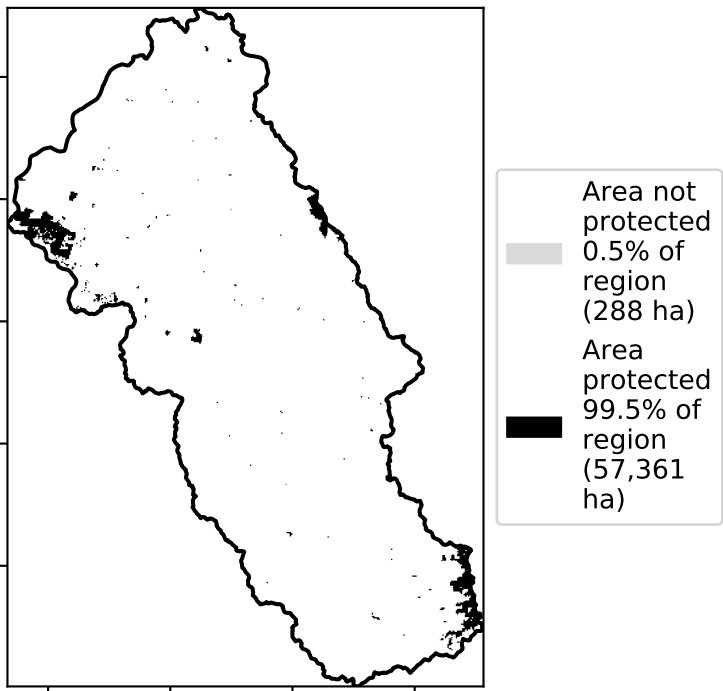 Area not
protected
0.5% of
region
(288 ha)
Area
protected
99.5% of
region
(57,361
ha)